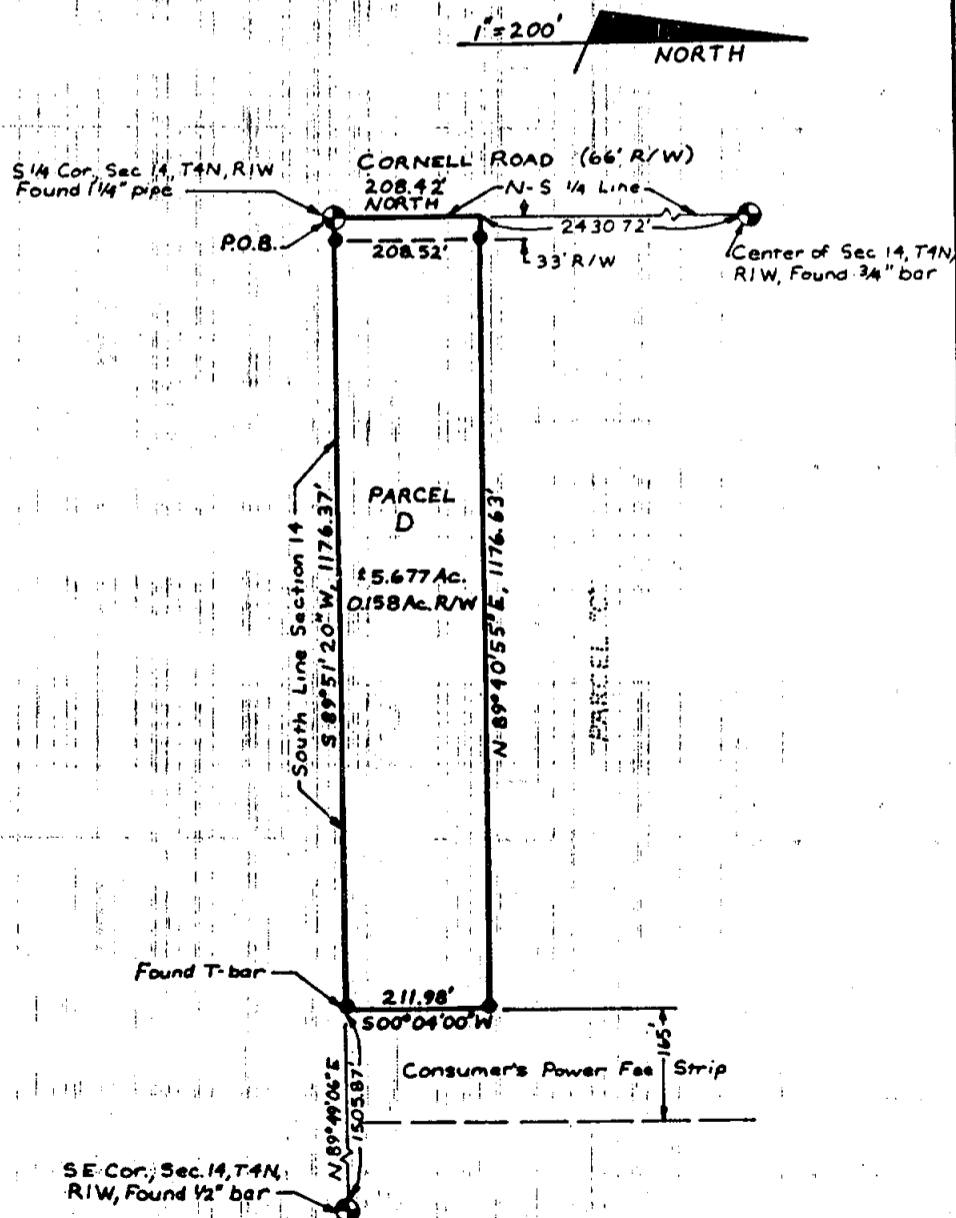 1"=200'
NORTH
CORNELL ROAD (66' R/W)
S 1/4 Cor, Sec 14, T4N, R1W
Found 1 1/4" pipe
208.42'
NORTH
N-S 1/4 Line
2430.72'
P.O.B.
208.52'
33' R/W
Center of Sec 14, T4N,
R1W, Found 3/4" bar
South Line Section 14
S 89°51'20" W, 1176.37'
PARCEL
D
±5.677 Ac.
0.158 Ac. R/W
N 89°40'55" E, 1176.63'
PARCEL "C"
Found T-bar
211.98'
S00°04'00"W
165'
Consumer's Power Fee Strip
N 89°49'06" E
1505.87'
SE Cor., Sec. 14, T4N,
R1W, Found 1/2" bar